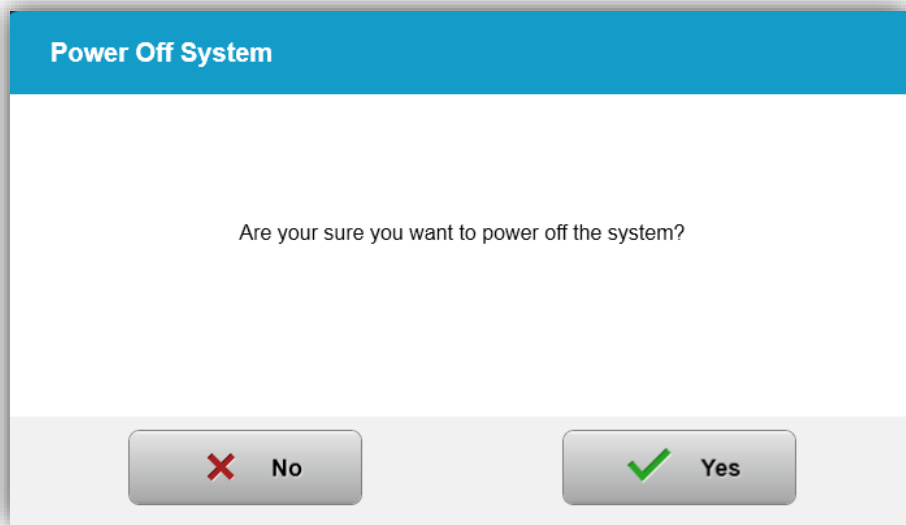 Power Off System
Are your sure you want to power off the system?
No
Yes